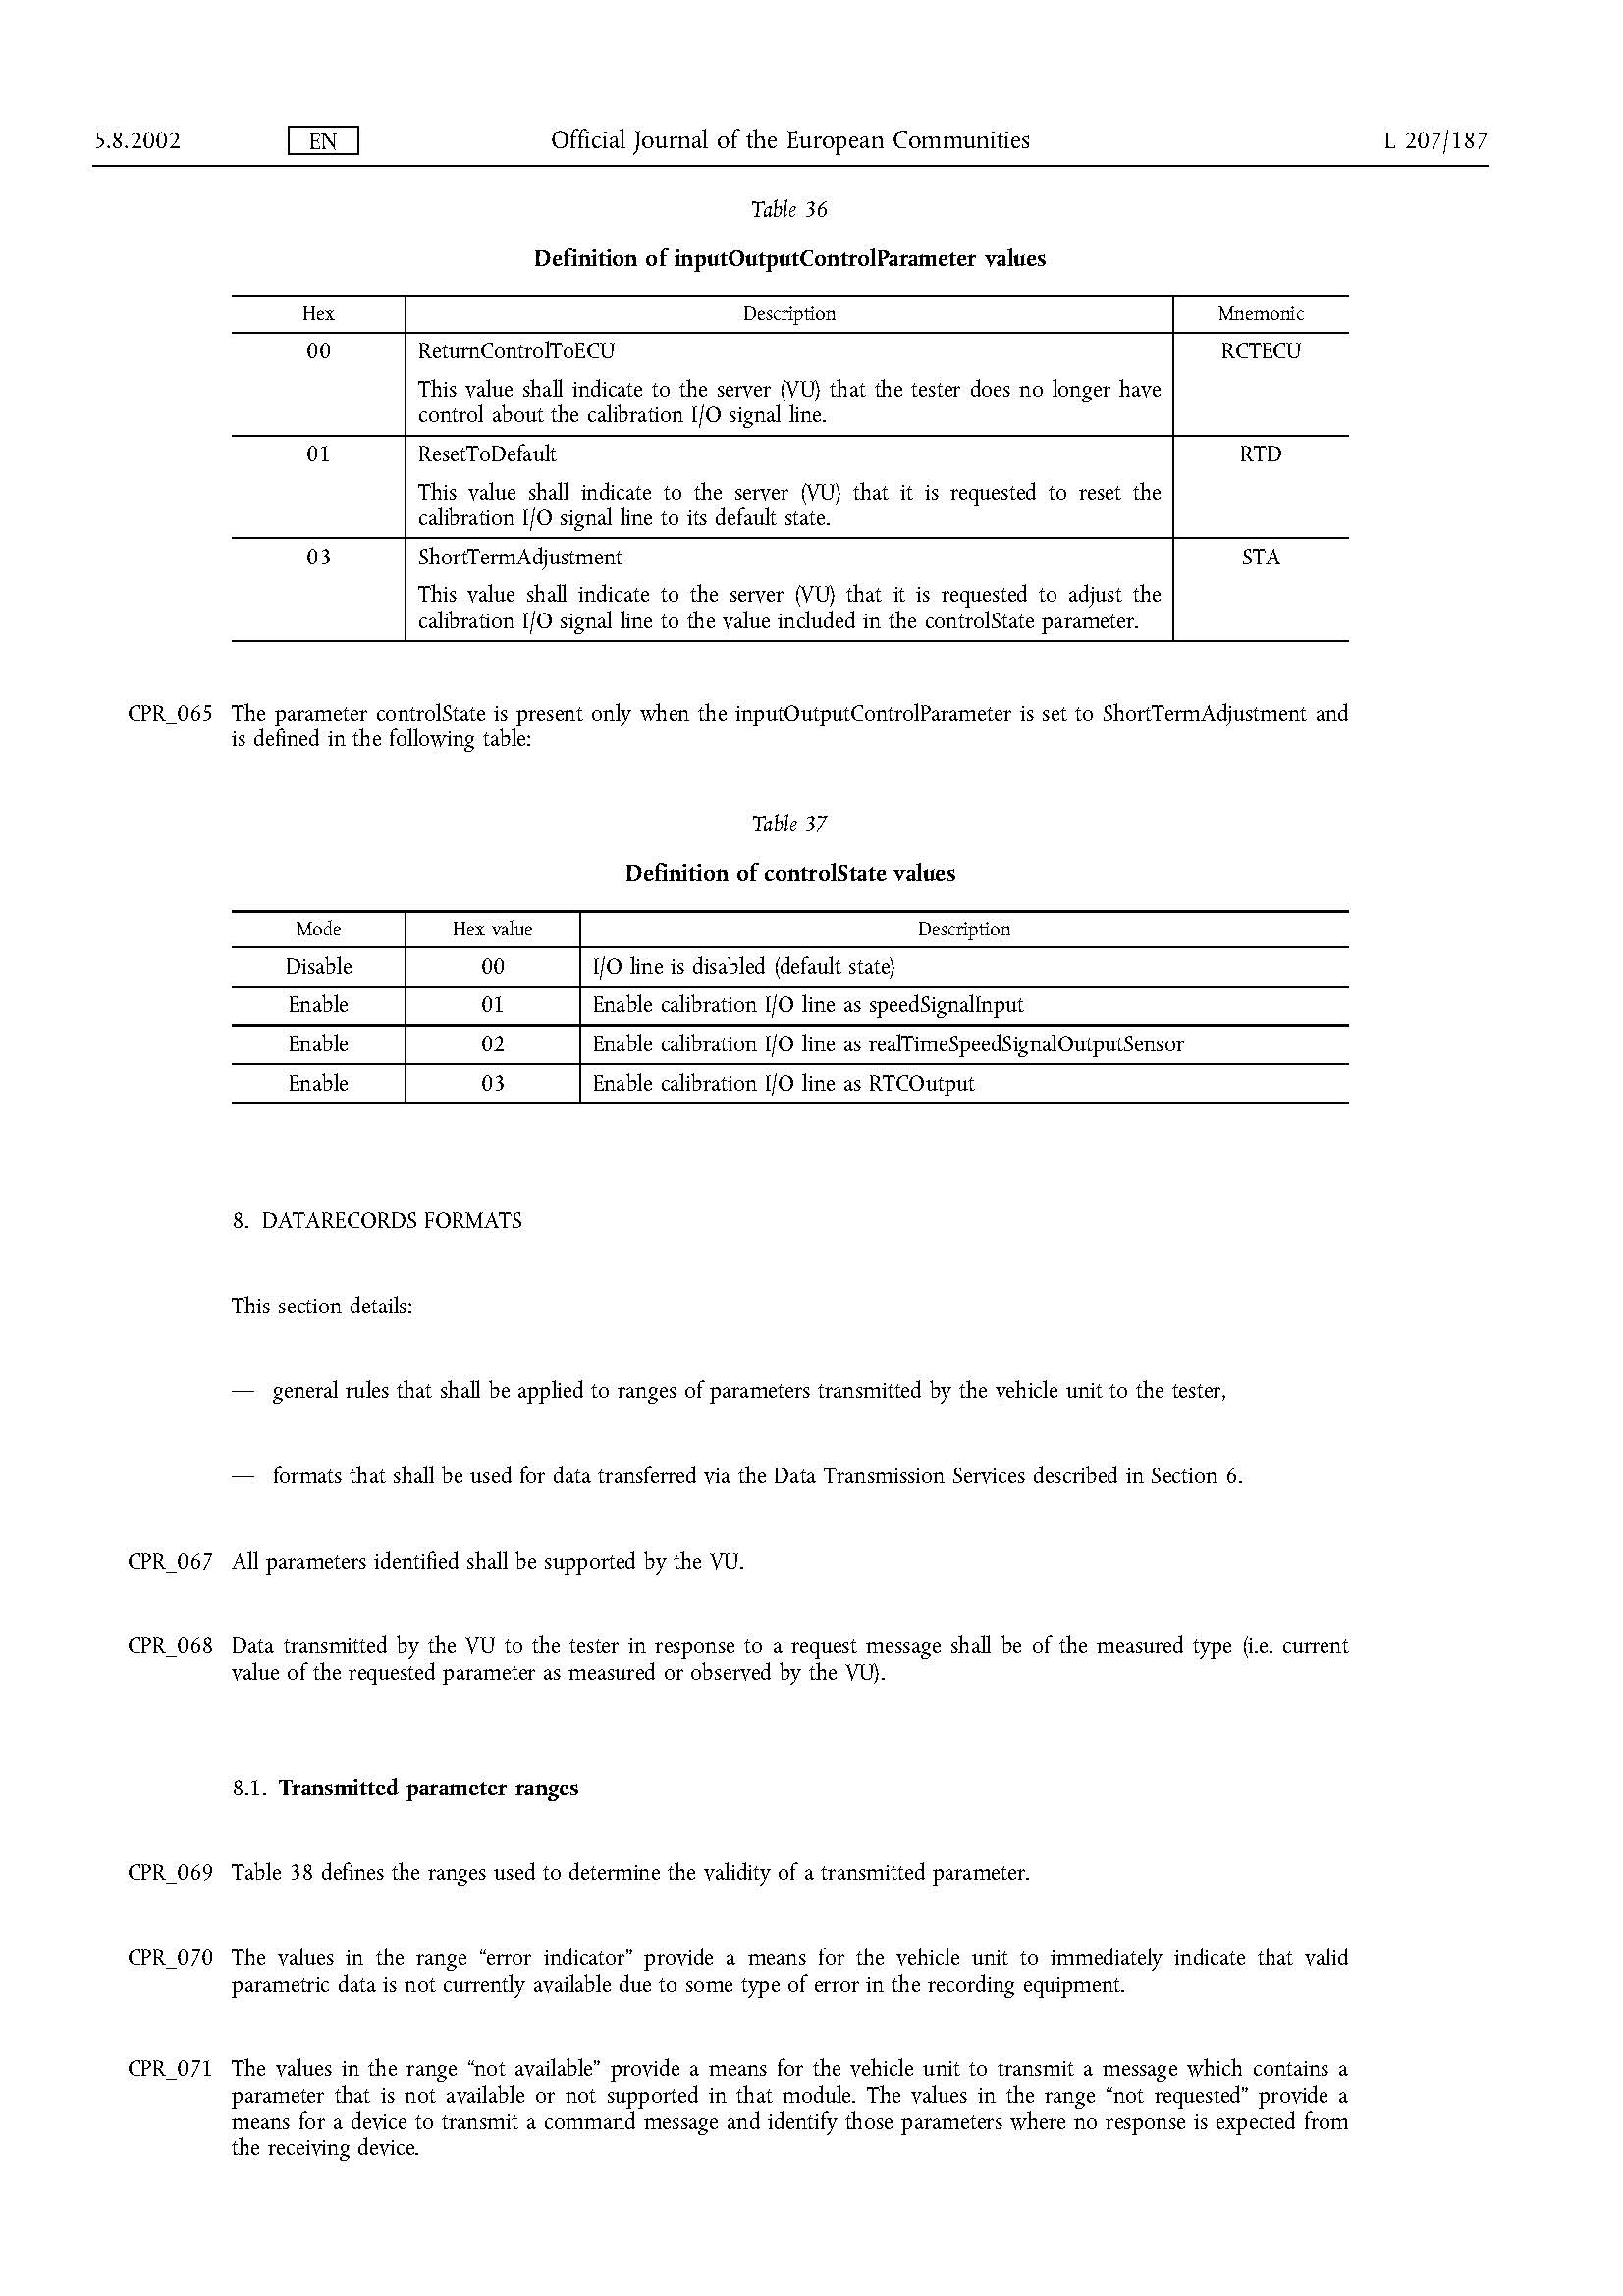 5.8.2002 EN Official Journal of the European Communities L 207/187
Table 36
Definition of inputOutputControlParameter values
Hex Description Mnemonic
00 ReturnControlToECU RCTECU
This value shall indicate to the server (VU) that the tester does no longer have
control about the calibration I/O signal line.
01 ResetToDefault RTD
This value shall indicate to the server (VU) that it is requested to reset the
calibration I/O signal line to its default state.
03 ShortTermAdjustment STA
This value shall indicate to the server (VU) that it is requested to adjust the
calibration I/O signal line to the value included in the controlState parameter.
CPR_065 The parameter controlState is present only when the inputOutputControlParameter is set to ShortTermAdjustment and
is defined in the following table:
Table 37
Definition of controlState values
Mode Hex value Description
Disable 00 I/O line is disabled (default state)
Enable 01 Enable calibration I/O line as speedSignalInput
Enable 02 Enable calibration I/O line as realTimeSpeedSignalOutputSensor
Enable 03 Enable calibration I/O line as RTCOutput
8. DATARECORDS FORMATS
This section details:
— general rules that shall be applied to ranges of parameters transmitted by the vehicle unit to the tester,
— formats that shall be used for data transferred via the Data Transmission Services described in Section 6.
CPR_067 All parameters identified shall be supported by the VU.
CPR_068 Data transmitted by the VU to the tester in response to a request message shall be of the measured type (i.e. current
value of the requested parameter as measured or observed by the VU).
8.1. Transmitted parameter ranges
CPR_069 Table 38 defines the ranges used to determine the validity of a transmitted parameter.
CPR_070 The values in the range “error indicator” provide a means for the vehicle unit to immediately indicate that valid
parametric data is not currently available due to some type of error in the recording equipment.
CPR_071 The values in the range “not available” provide a means for the vehicle unit to transmit a message which contains a
parameter that is not available or not supported in that module. The values in the range “not requested” provide a
means for a device to transmit a command message and identify those parameters where no response is expected from
the receiving device.